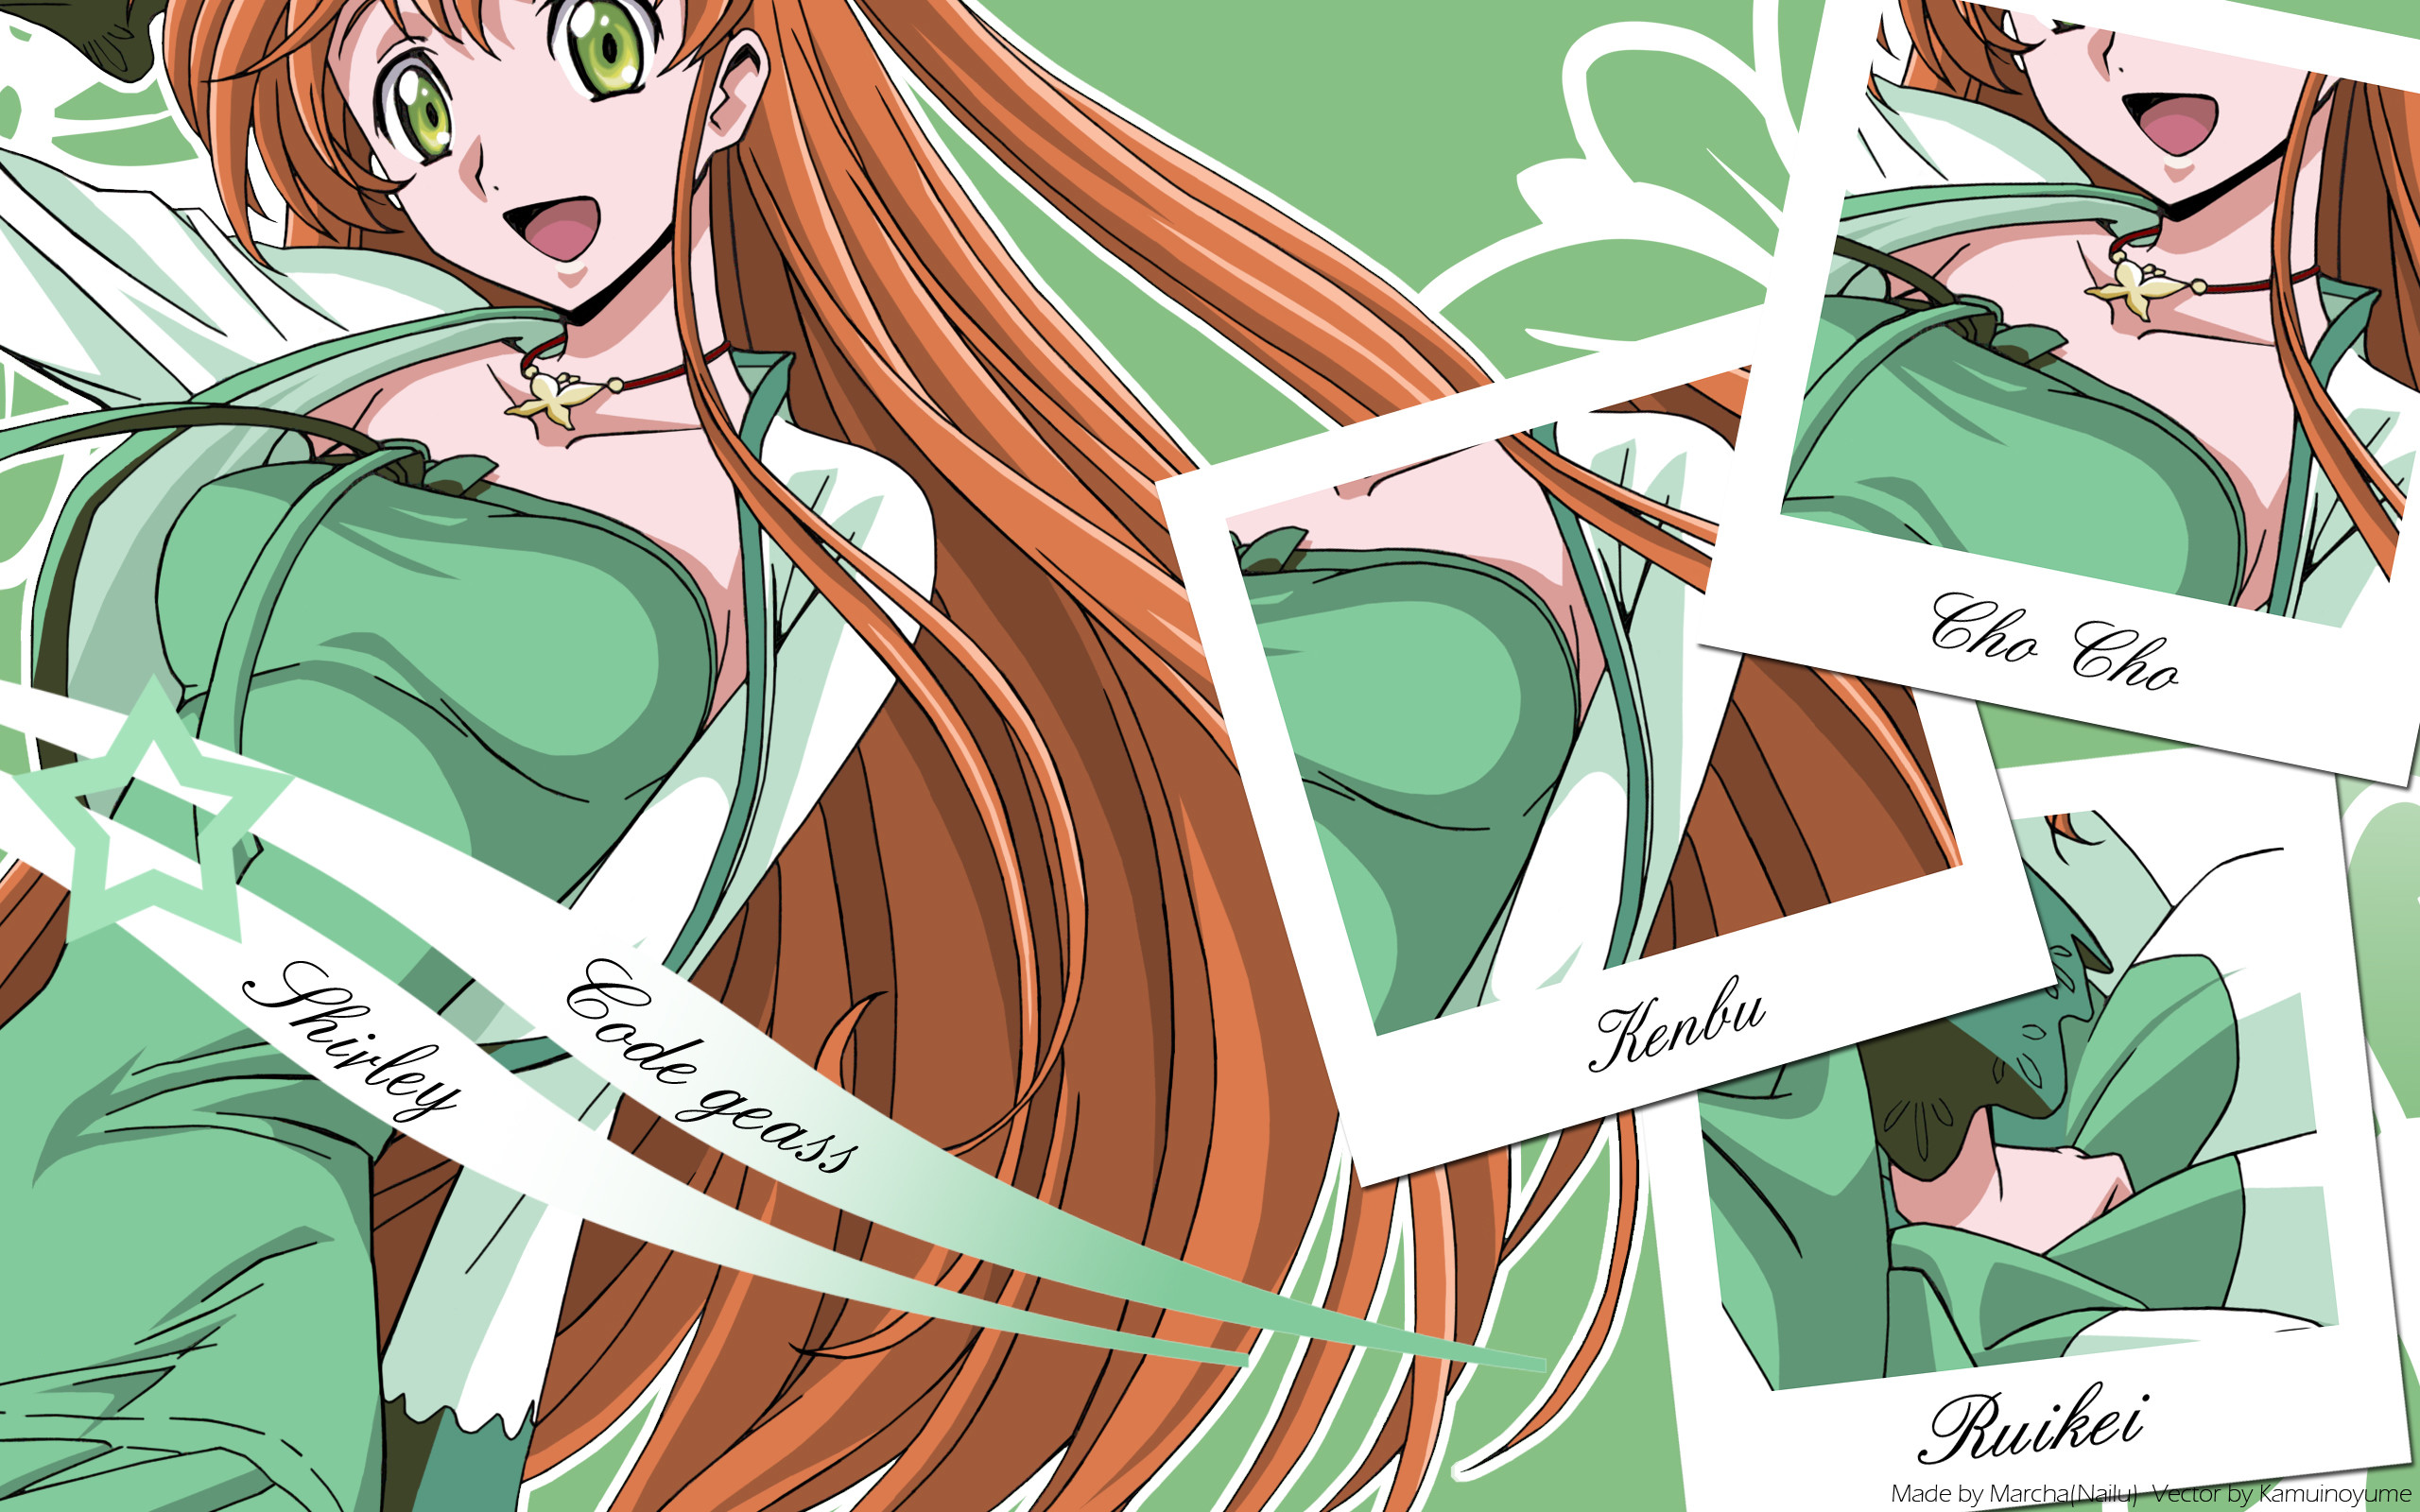 Cho Cho
Kenbu
Code geass
Shirley
Ruikei
Made by Marcha(Nailu) Vector by Kamuinoyume